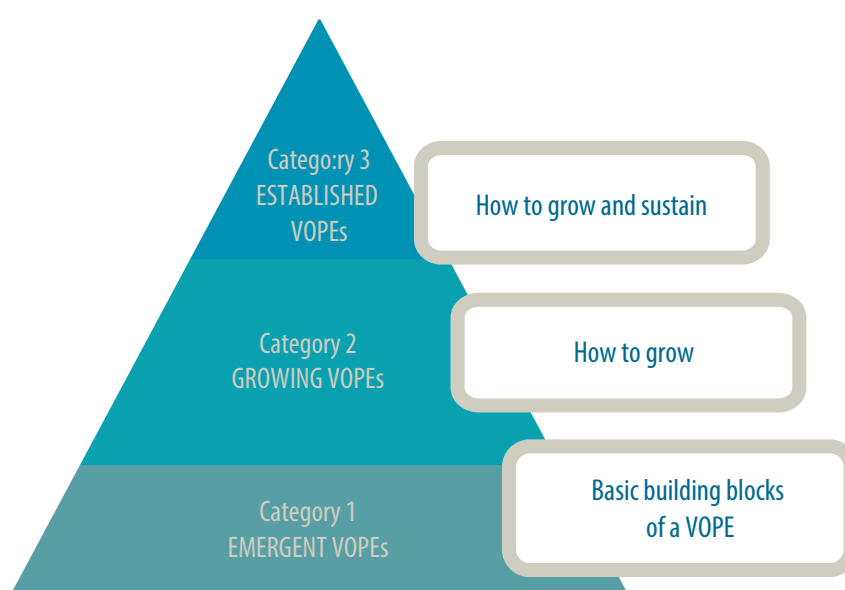 Catego:ry 3
ESTABLISHED
VOPEs
How to grow and sustain
Category 2
GROWING VOPEs
How to grow
Category 1
EMERGENT VOPEs
Basic building blocks
of a VOPE